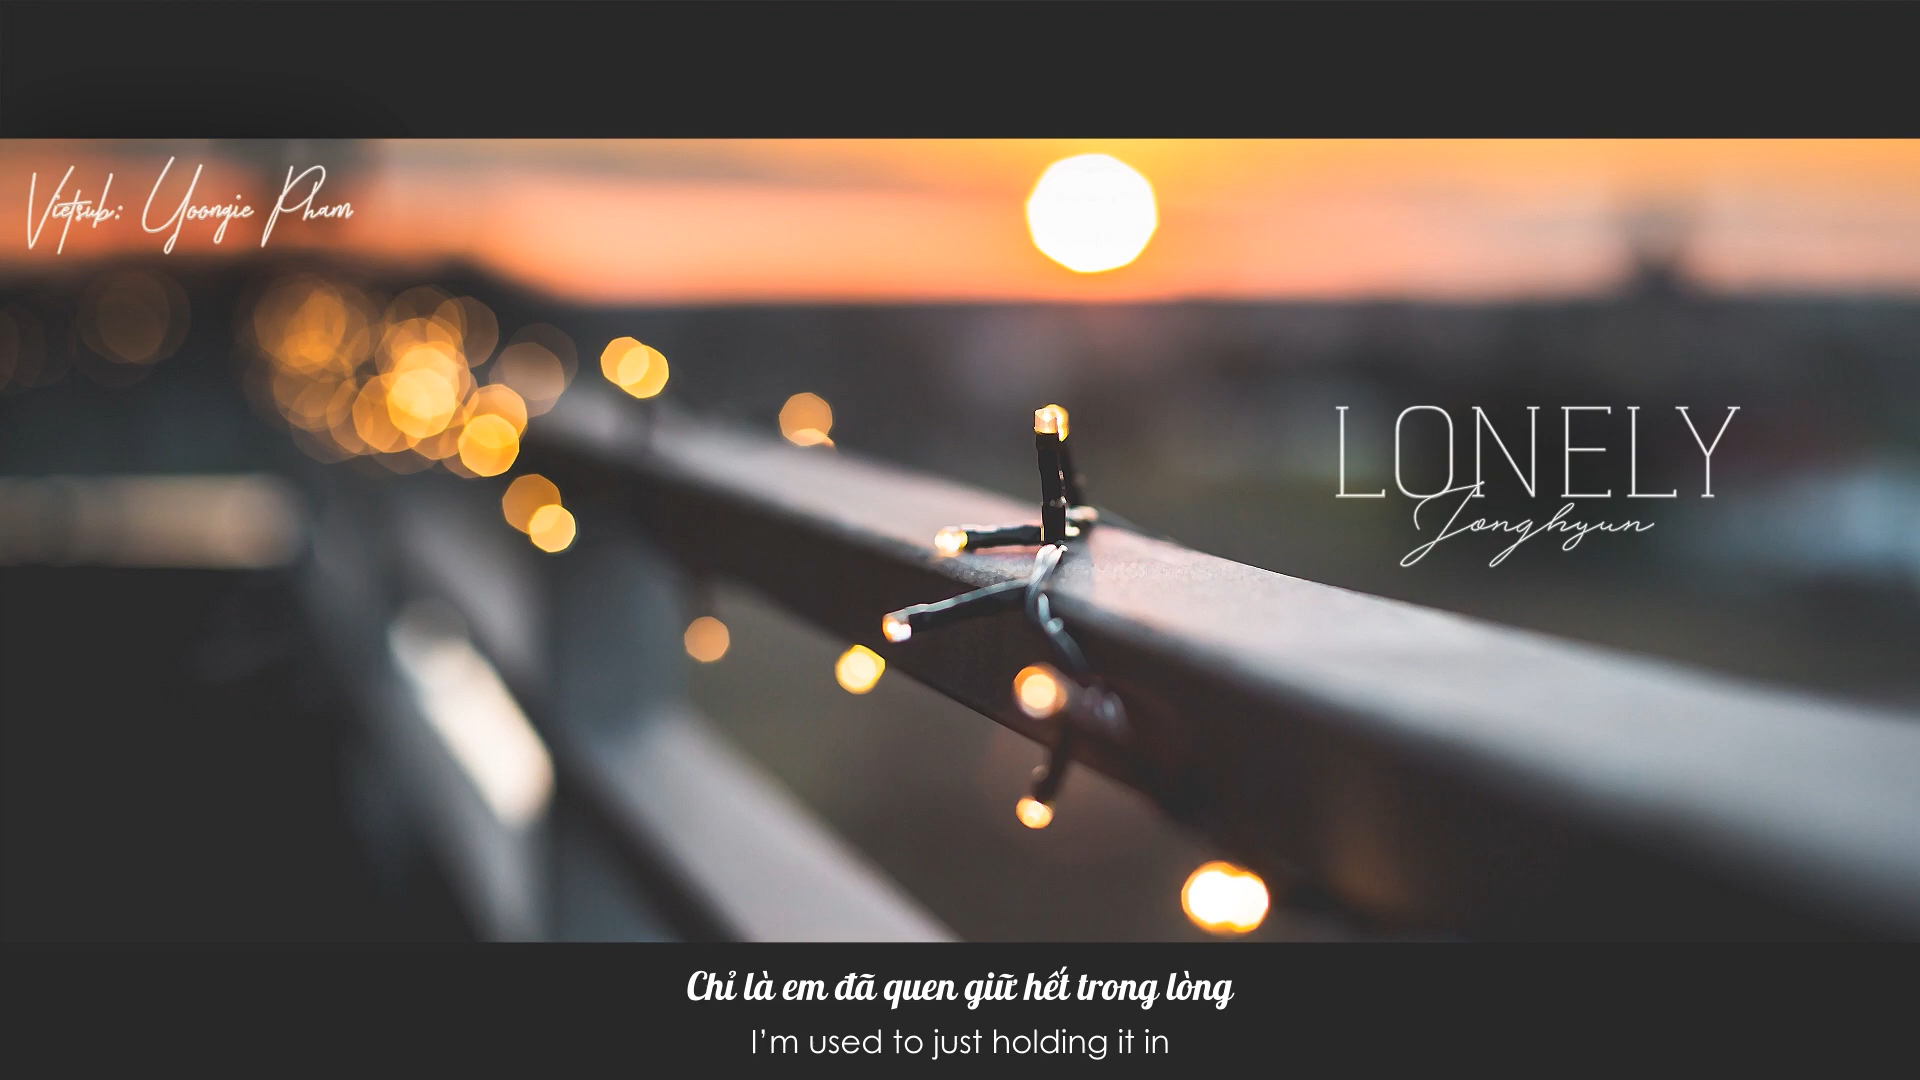 Vietsub: Yoongie Pham
LONELY
Jonghyun
Chỉ là em đã quen giữ hết trong lòng
I'm used to just holding it in